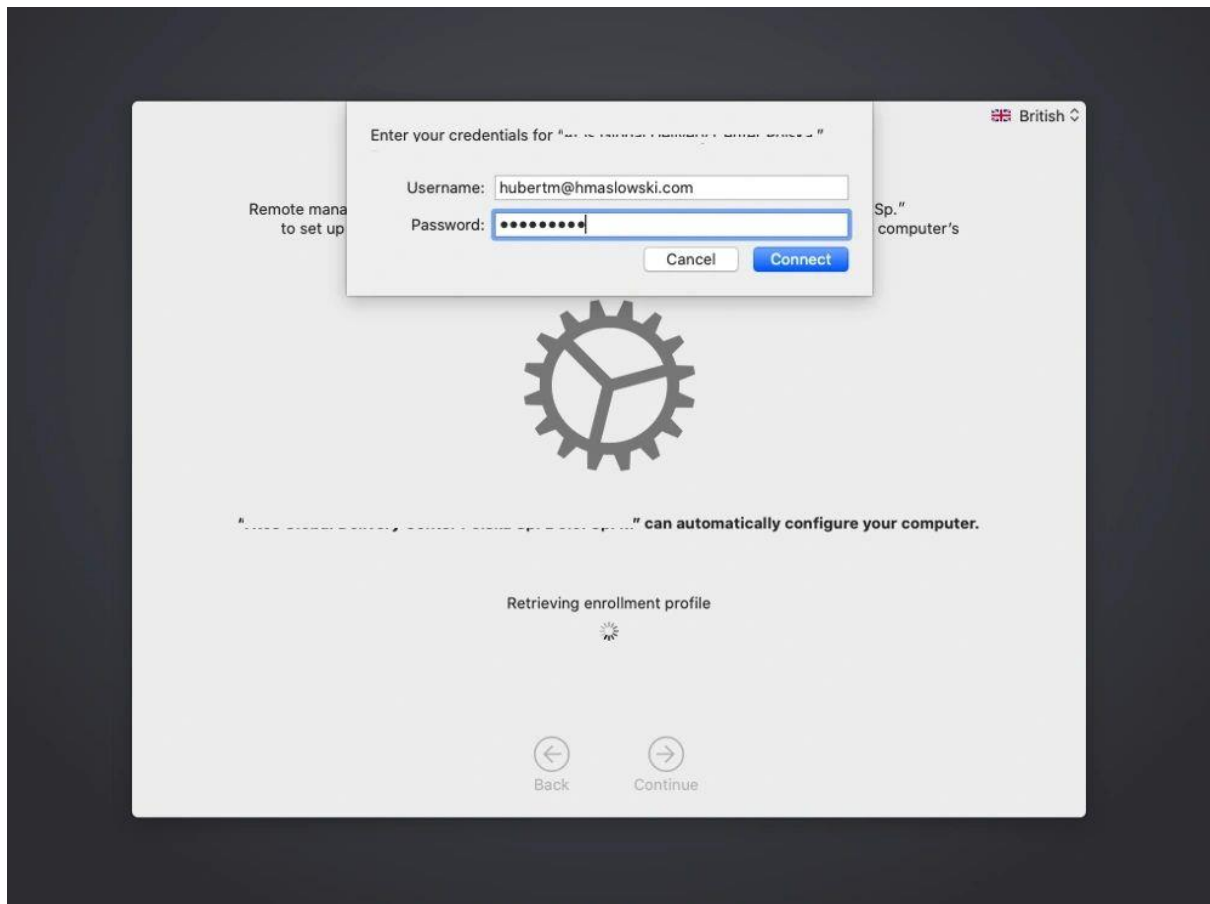 British
Enter your credentials for "
Username: hubertm@hmaslowski.com
Password: •••••••••
Cancel Connect
Remote mana Sp."
to set up computer's
" " can automatically configure your computer.
Retrieving enrollment profile
Back Continue